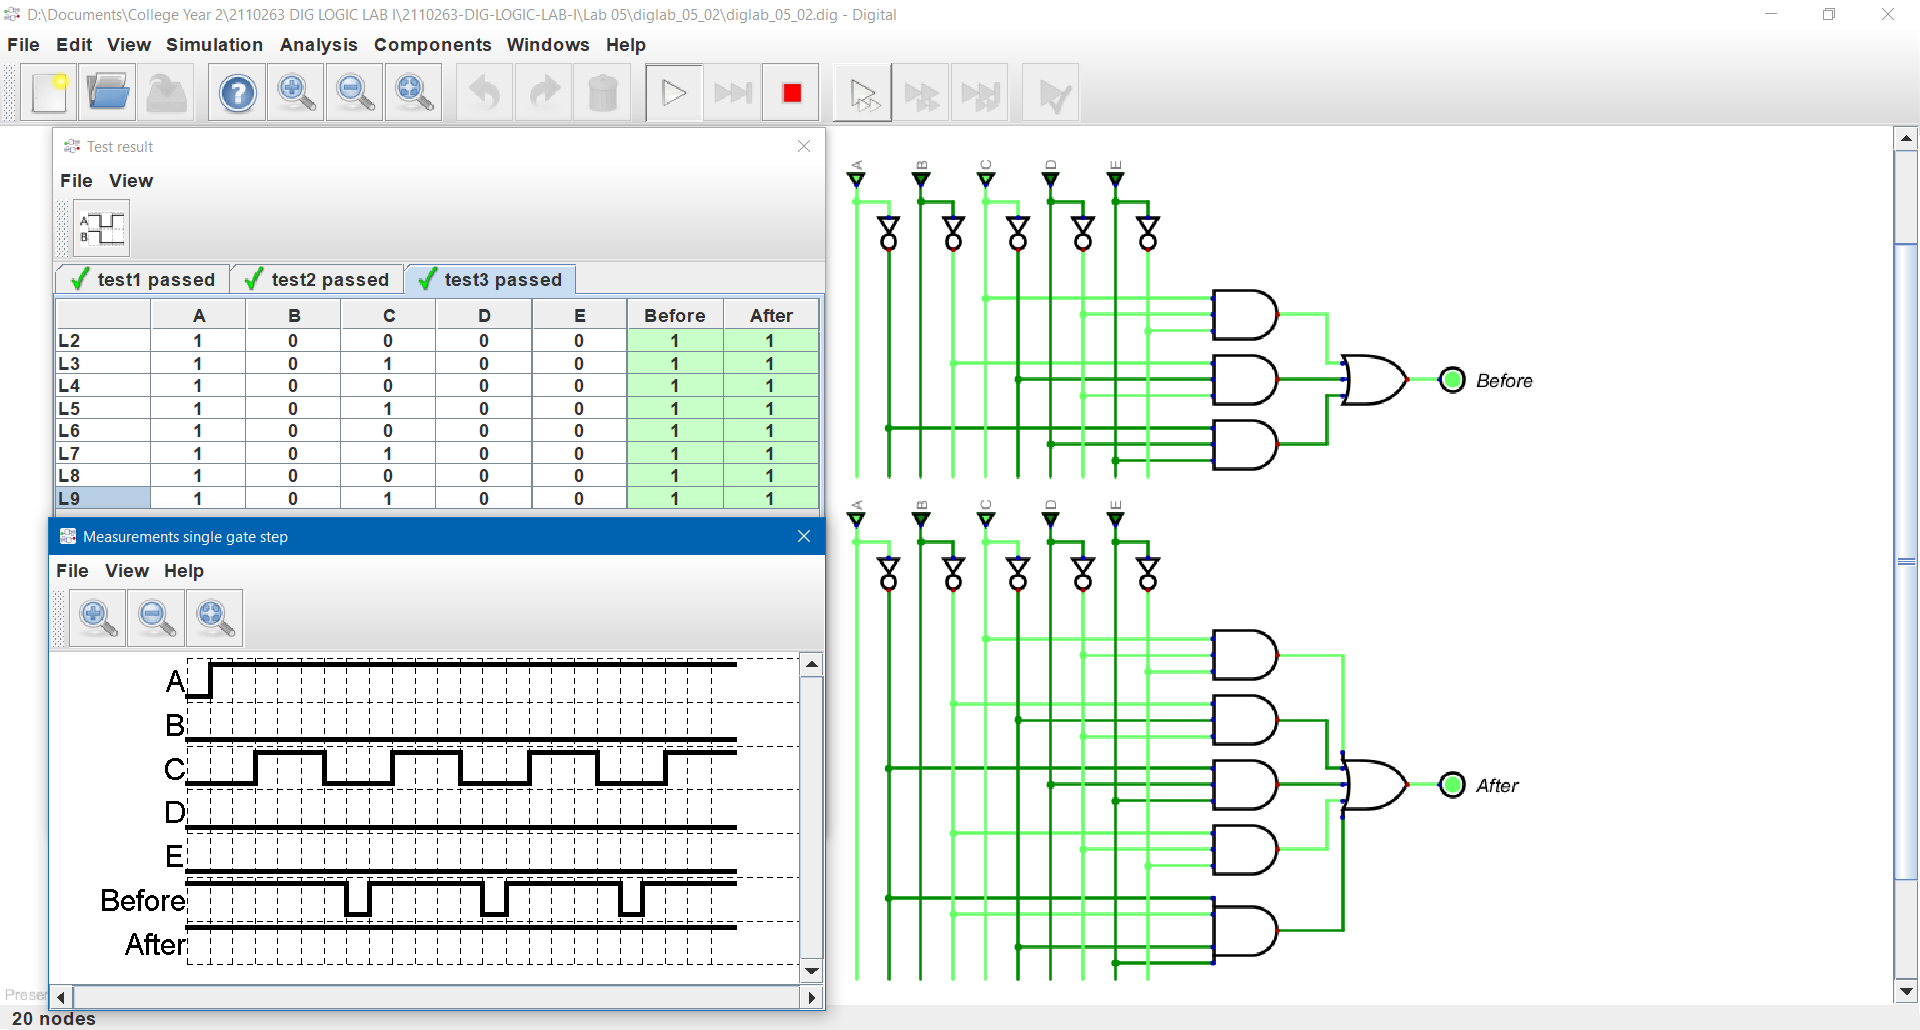 D:\Documents\College Year 2\2110263 DIG LOGIC LAB I\2110263-DIG-LOGIC-LAB-I\Lab 05\diglab_05_02\diglab_05_02.dig - Digital
File Edit View Simulation Analysis Components Windows Help
Test result
File View
A
B
test1 passed test2 passed test3 passed
A B C D E Before After
L2 1 0 0 0 0 1 1
L3 1 0 1 0 0 1 1
L4 1 0 0 0 0 1 1
L5 1 0 1 0 0 1 1
L6 1 0 0 0 0 1 1
L7 1 0 1 0 0 1 1
L8 1 0 0 0 0 1 1
L9 1 0 1 0 0 1 1
Measurements single gate step
File View Help
A
B
C
D
E
Before
After
A B C D E
Before
A B C D E
After
20 nodes